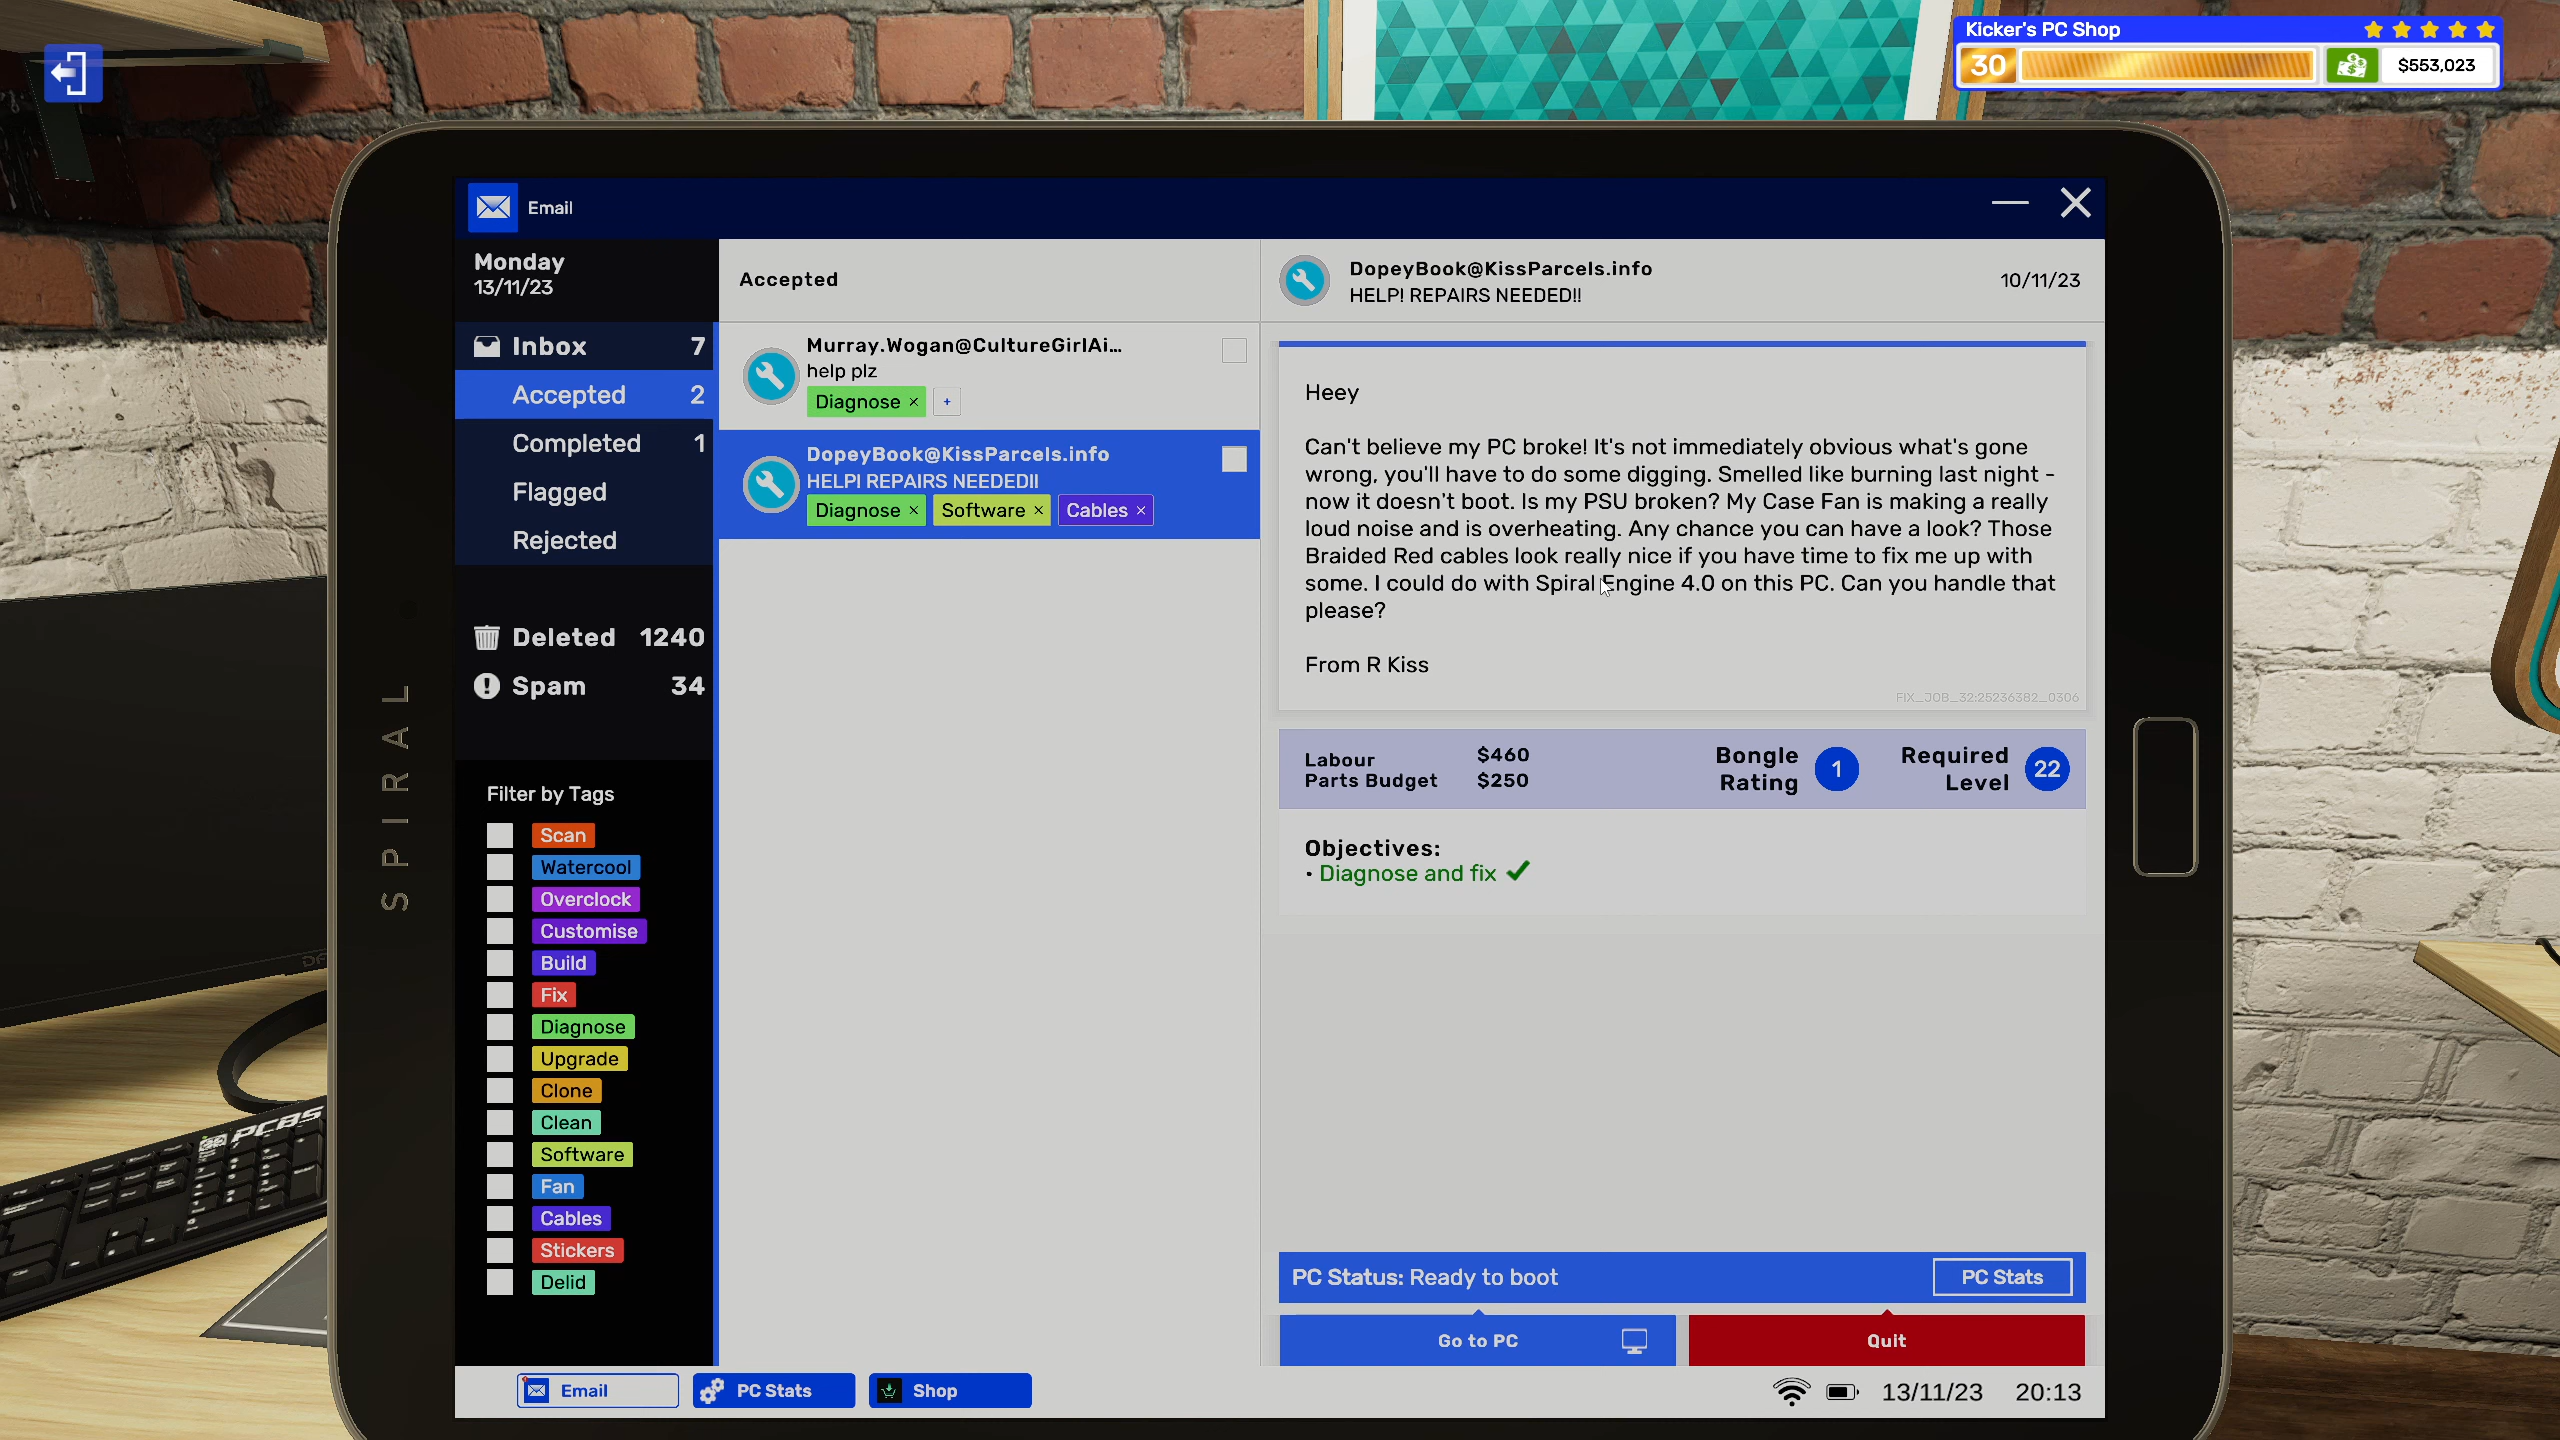 Kicker's PC Shop
30
$553,023
Email
Monday
13/11/23
Inbox 7
Accepted 2
Completed 1
Flagged
Rejected
Deleted 1240
Spam 34
Filter by Tags
Scan
Watercool
Overclock
Customise
Build
Fix
Diagnose
Upgrade
Clone
Clean
Software
Fan
Cables
Stickers
Delid
Accepted
Murray.Wogan@CultureGirlAi...
help plz
Diagnose × +
DopeyBook@KissParcels.info
HELP! REPAIRS NEEDED!!
Diagnose × Software × Cables ×
DopeyBook@KissParcels.info
HELP! REPAIRS NEEDED!!
10/11/23
Heey
Can't believe my PC broke! It's not immediately obvious what's gone
wrong, you'll have to do some digging. Smelled like burning last night -
now it doesn't boot. Is my PSU broken? My Case Fan is making a really
loud noise and is overheating. Any chance you can have a look? Those
Braided Red cables look really nice if you have time to fix me up with
some. I could do with Spiral Engine 4.0 on this PC. Can you handle that
please?
From R Kiss
FIX_JOB_32:25236382_0306
Labour $460
Parts Budget $250
Bongle
Rating 1
Required
Level 22
Objectives:
• Diagnose and fix
PC Status: Ready to boot
PC Stats
Go to PC
Quit
Email
PC Stats
Shop
13/11/23 20:13
SPIRAL
PCBS